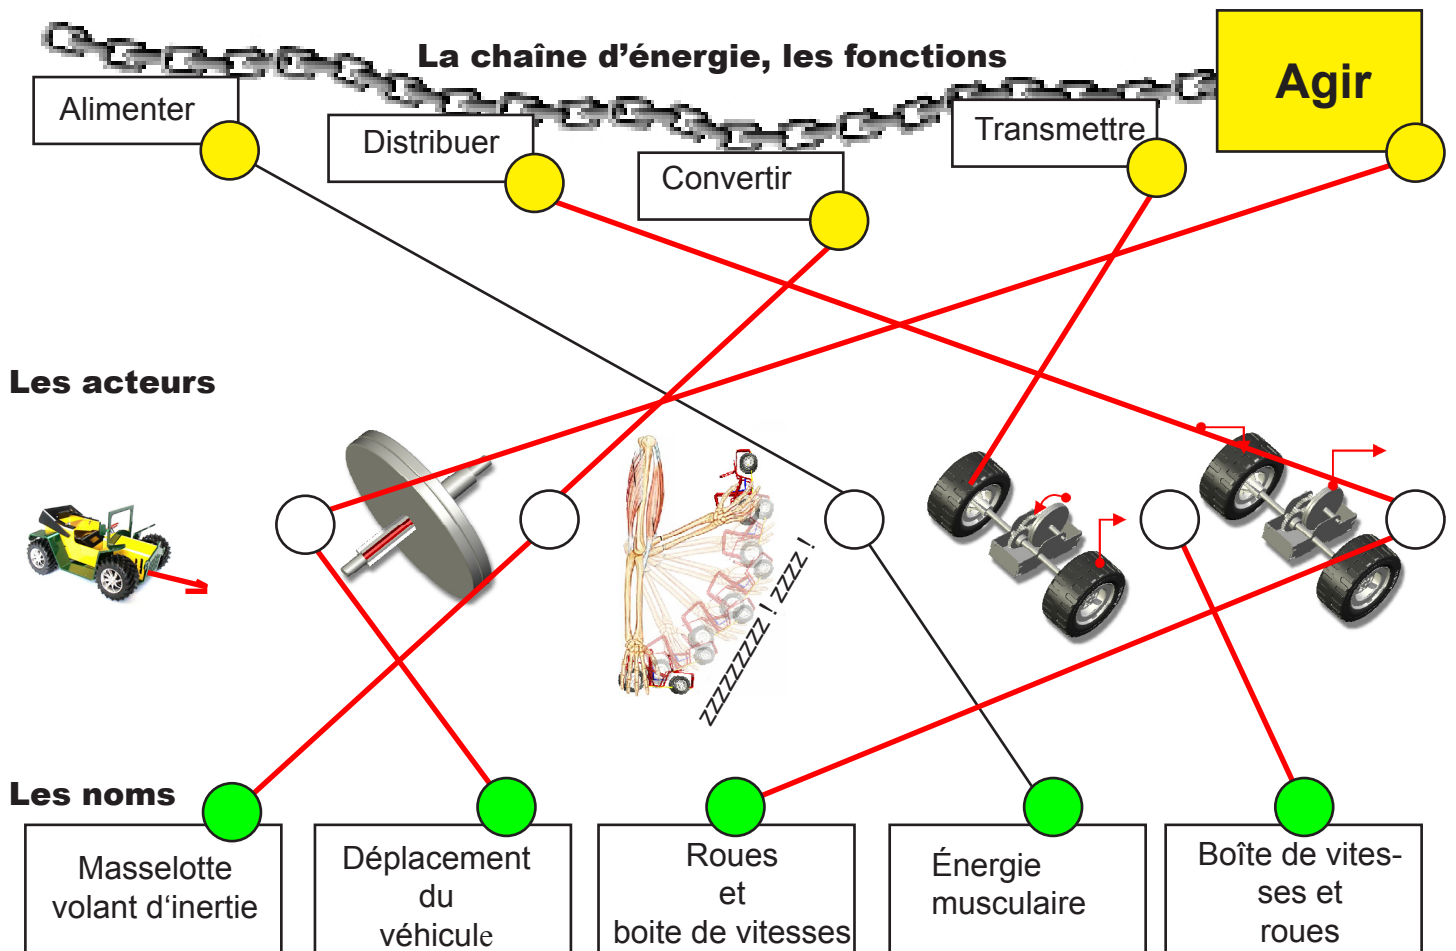 La chaîne d’énergie, les fonctions
Agir
Alimenter
Distribuer
Convertir
Transmettre
Les acteurs
zzzzzzzzz ! zzzz !
Les noms
Masselotte
volant d‘inertie
Déplacement
du
véhicule
Roues
et
boite de vitesses
Énergie
musculaire
Boîte de vites-
ses et
roues